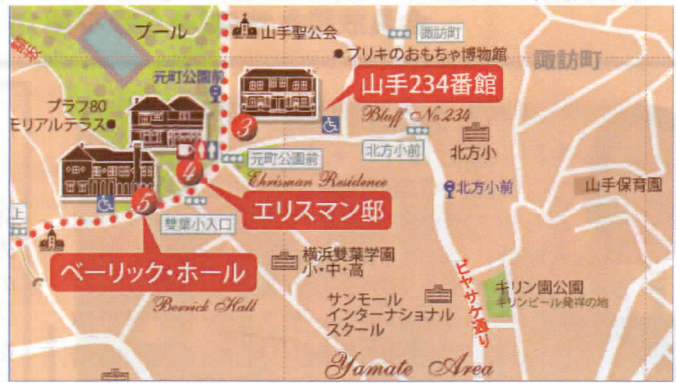 プール
山手聖公会
諏訪町
ブリキのおもちゃ博物館
諏訪町
元町公園前
山手234番館
Bluff No.234
ブラフ80
モリアルテラス
3
元町公園前
北方小前
北方小
4
Ehrisman Residence
エリスマン邸
北方小前
山手保育園
5
上
雙葉小入口
ベーリック・ホール
Berrick Hall
横浜雙葉学園
小・中・高
サンモール
インターナショナル
スクール
ビヤザケ通り
キリン園公園
キリンビール発祥の地
Yamate Area